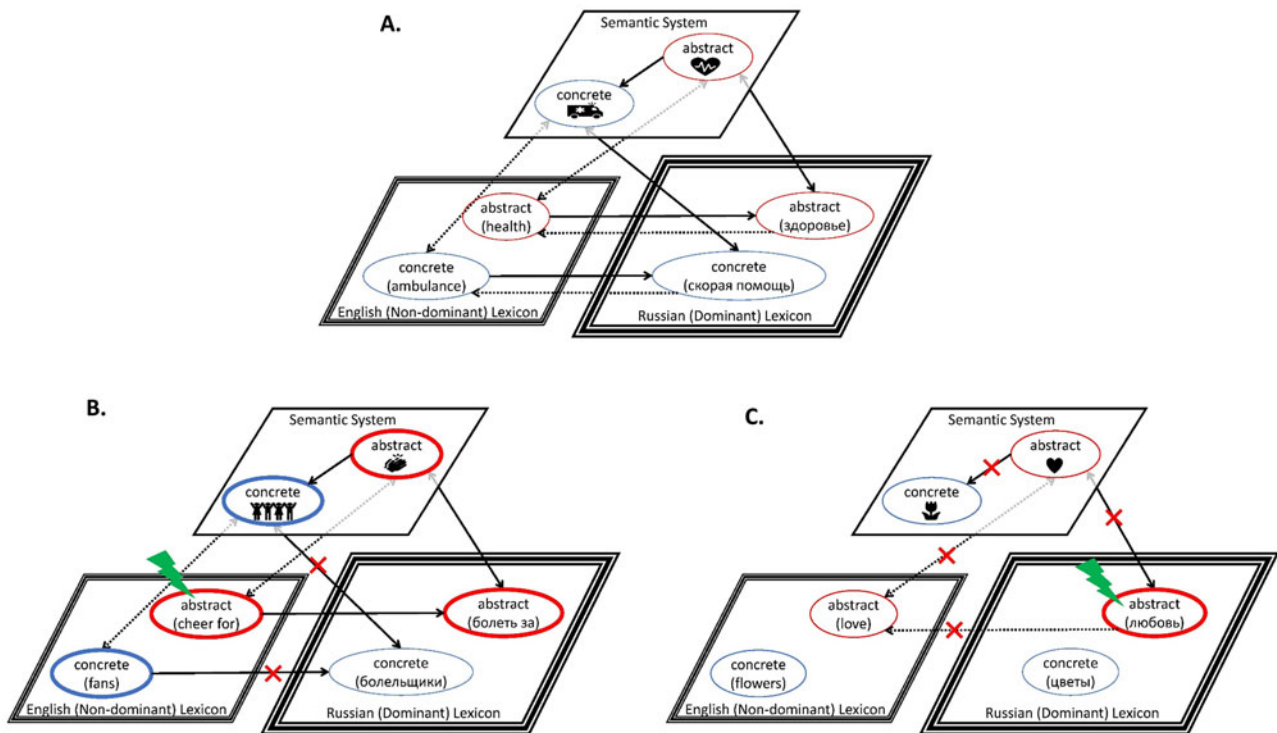 A.
Semantic System
abstract
concrete
abstract
(health)
abstract
(здоровье)
concrete
(ambulance)
concrete
(скорая помощь)
English (Non-dominant) Lexicon
Russian (Dominant) Lexicon
B.
Semantic System
abstract
concrete
abstract
(cheer for)
abstract
(болеть за)
concrete
(fans)
concrete
(болельщики)
English (Non-dominant) Lexicon
Russian (Dominant) Lexicon
C.
Semantic System
abstract
concrete
abstract
(love)
abstract
(любовь)
concrete
(flowers)
concrete
(цветы)
English (Non-dominant) Lexicon
Russian (Dominant) Lexicon